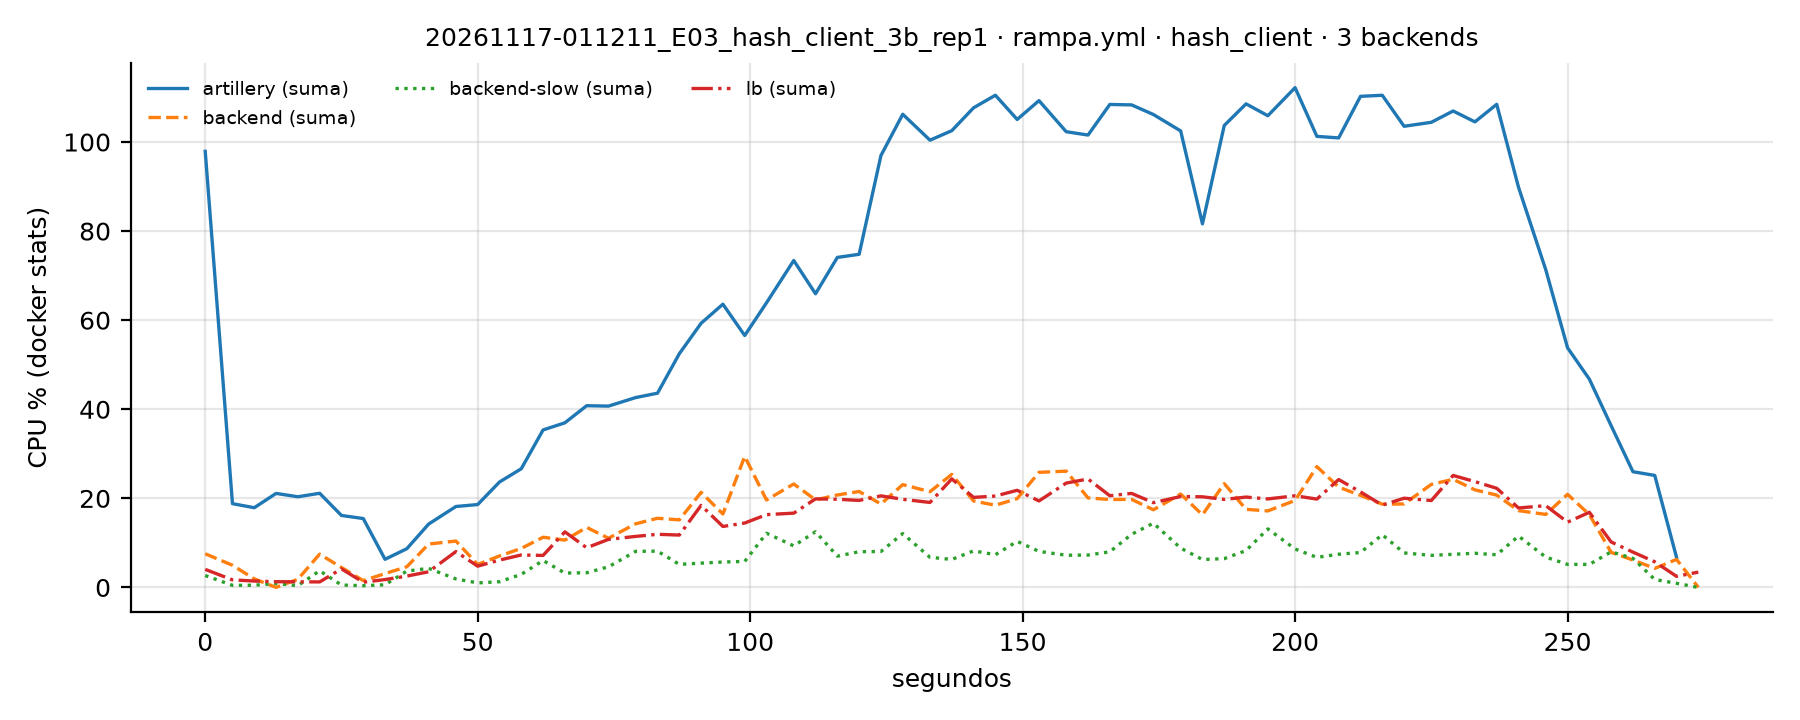 20261117-011211_E03_hash_client_3b_rep1 · rampa.yml · hash_client · 3 backends
artillery (suma)
backend (suma)
backend-slow (suma)
lb (suma)
CPU % (docker stats)
100
80
60
40
20
0
0 50 100 150 200 250
segundos